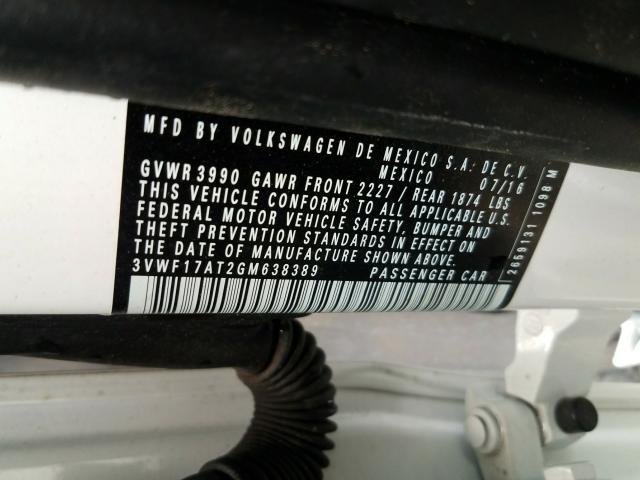 MFD BY VOLKSWAGEN DE MEXICO S.A. DE C.V.
MEXICO 07/16
GVWR 3990 GAWR FRONT 2227 / REAR 1874 LBS
THIS VEHICLE CONFORMS TO ALL APPLICABLE U.S.
FEDERAL MOTOR VEHICLE SAFETY, BUMPER AND
THEFT PREVENTION STANDARDS IN EFFECT ON
THE DATE OF MANUFACTURE SHOWN ABOVE.
3VWF17AT2GM638389 PASSENGER CAR
2659131 1098 M